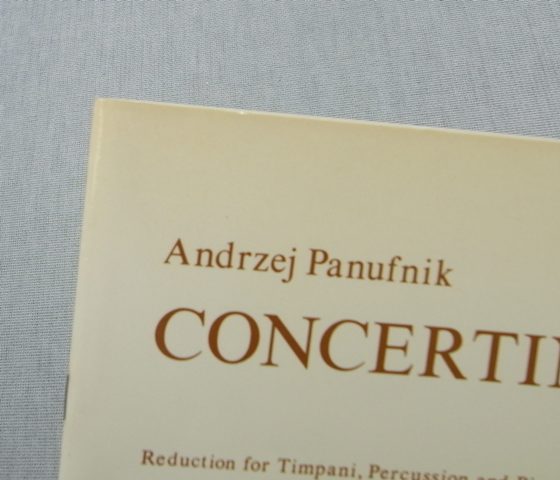 Andrzej Panufnik
CONCERTI
Reduction for Timpani, Percussion and